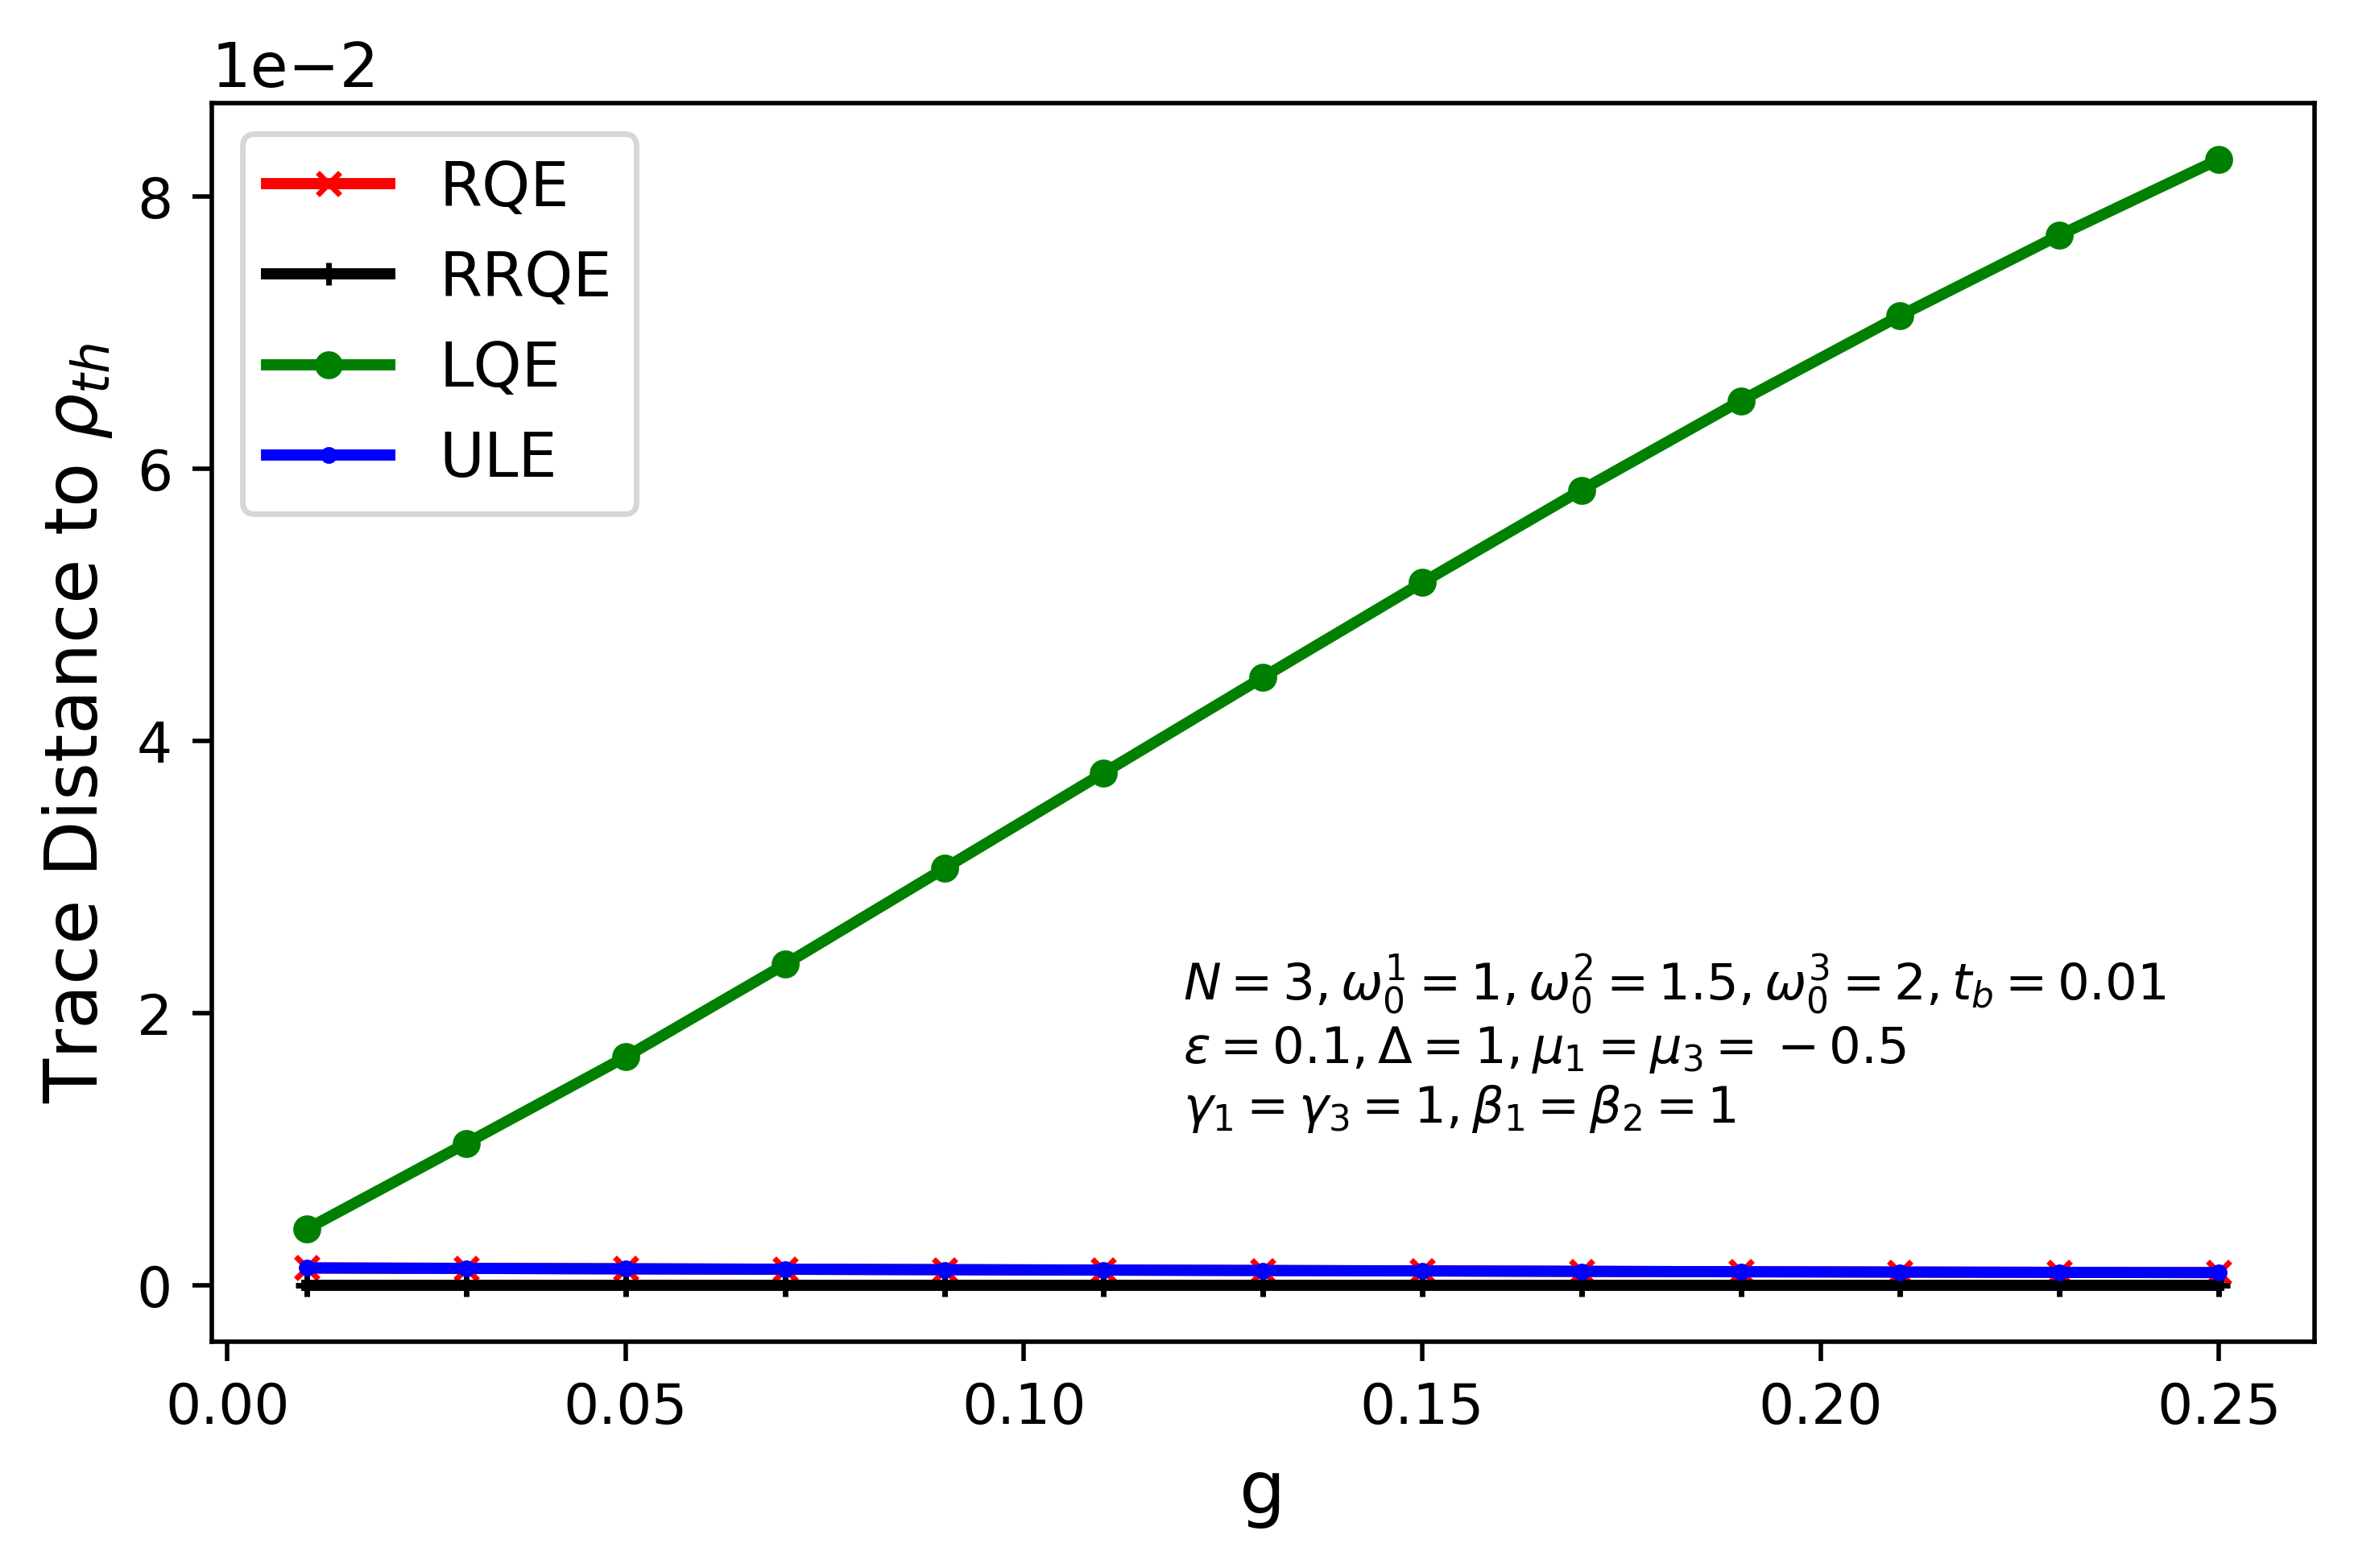 1e−2
Trace Distance to ρ_th
8
6
4
2
0
RQE
RRQE
LQE
ULE
N = 3, ω_0^1 = 1, ω_0^2 = 1.5, ω_0^3 = 2, t_b = 0.01
ε = 0.1, Δ = 1, μ_1 = μ_3 = −0.5
γ_1 = γ_3 = 1, β_1 = β_2 = 1
0.00 0.05 0.10 0.15 0.20 0.25
g